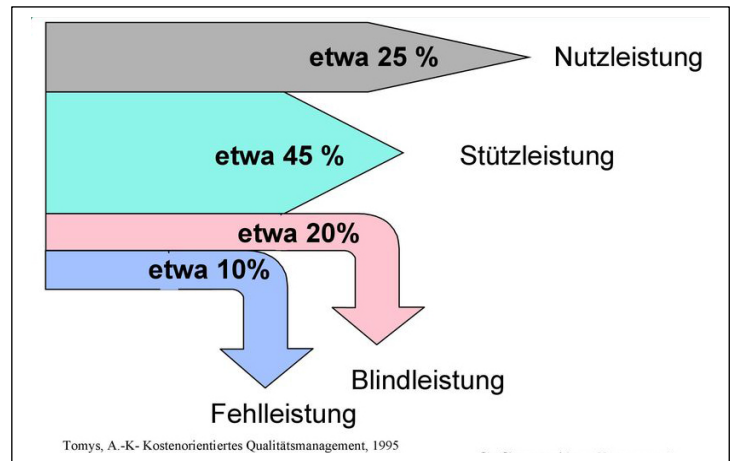 etwa 25 % Nutzleistung
etwa 45 % Stützleistung
etwa 20%
etwa 10%
Blindleistung
Fehlleistung
Tomys, A.-K- Kostenorientiertes Qualitätsmanagement, 1995